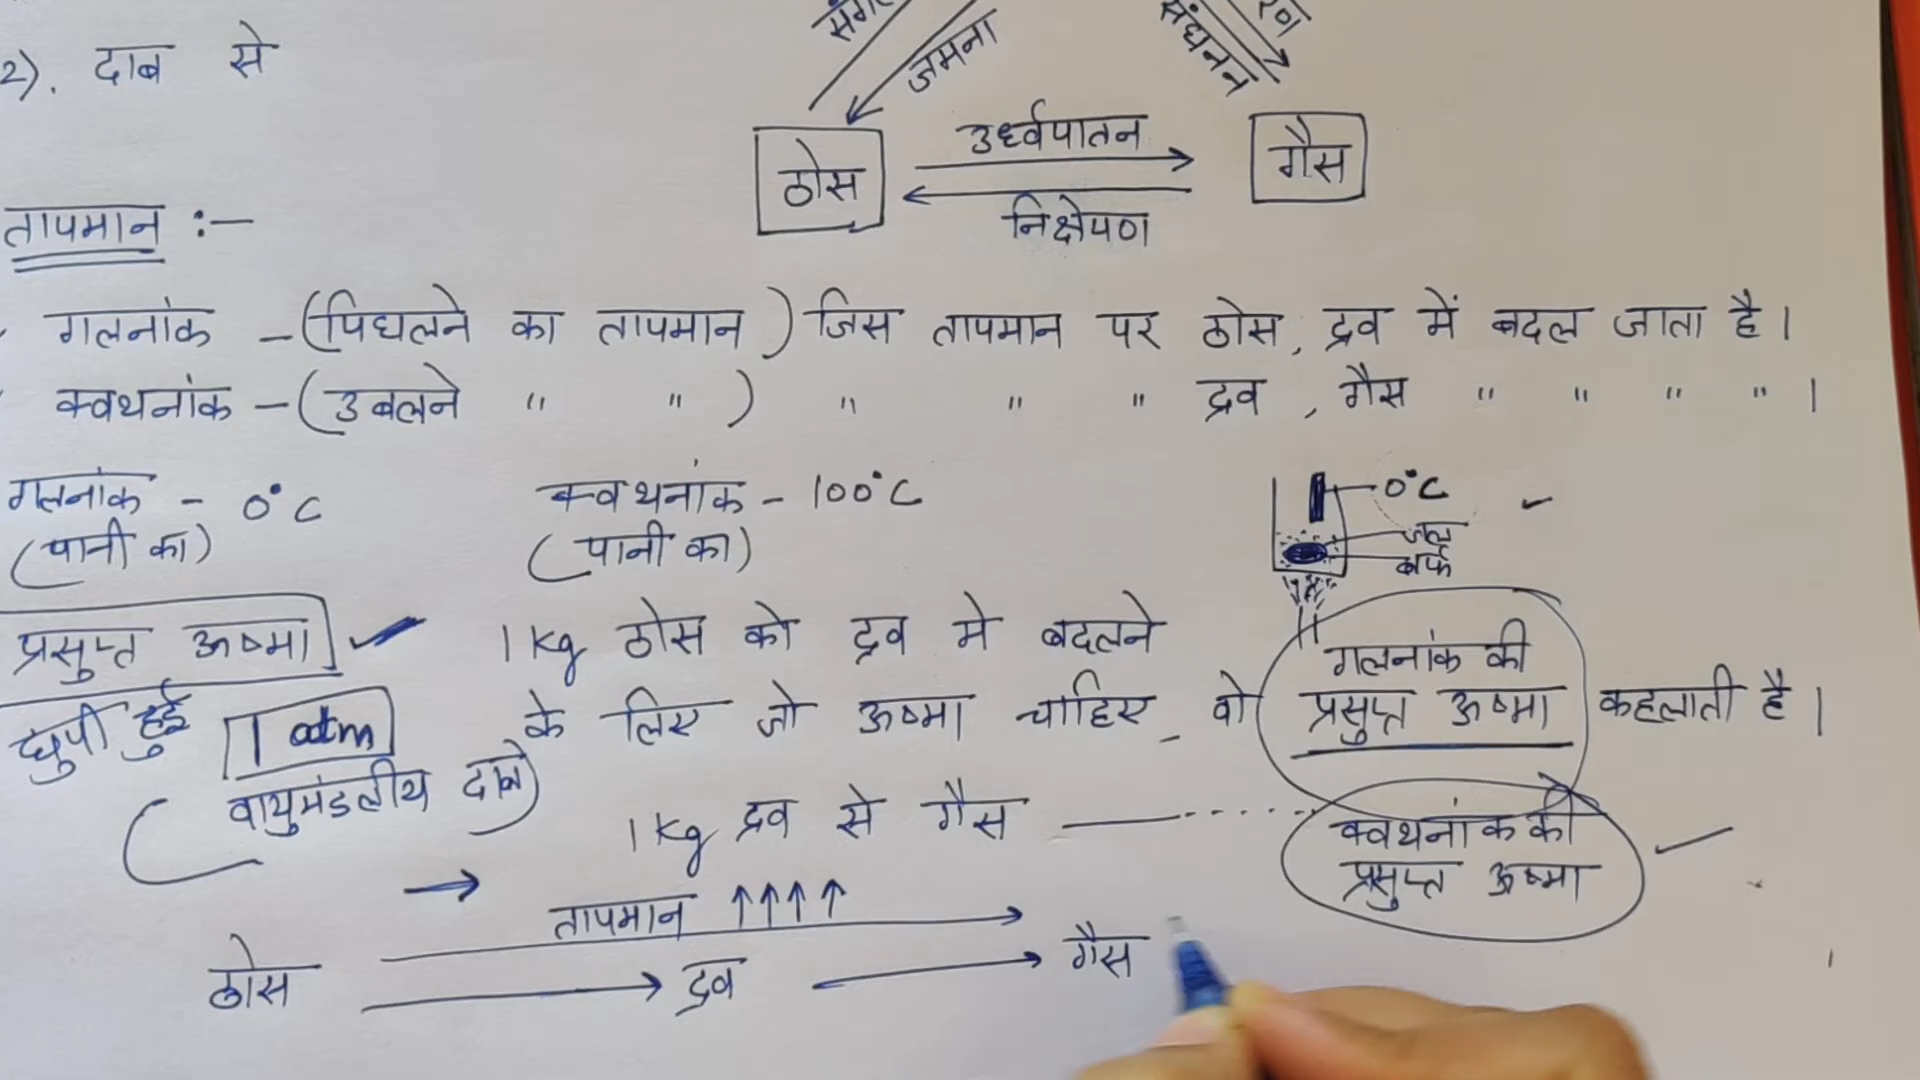 2). दाब से
जमना
संघनन
उर्ध्वपातन
ठोस
गैस
निक्षेपण
तापमान :-
गलनांक - (पिघलने का तापमान) जिस तापमान पर ठोस, द्रव में बदल जाता है।
क्वथनांक - (उबलने " ") " " " द्रव, गैस " " " " ।
गलनांक - 0°C
(पानी का)
क्वथनांक - 100°C
(पानी का)
0°C
जल
बर्फ
प्रसुप्त ऊष्मा
1 kg ठोस को द्रव मे बदलने
के लिए जो ऊष्मा चाहिए, वो गलनांक की प्रसुप्त ऊष्मा कहलाती है।
छुपी हुई
1 atm
वायुमंडलीय दाब
1 kg द्रव से गैस
क्वथनांक की
प्रसुप्त ऊष्मा
→
तापमान ↑↑↑↑
ठोस → द्रव → गैस